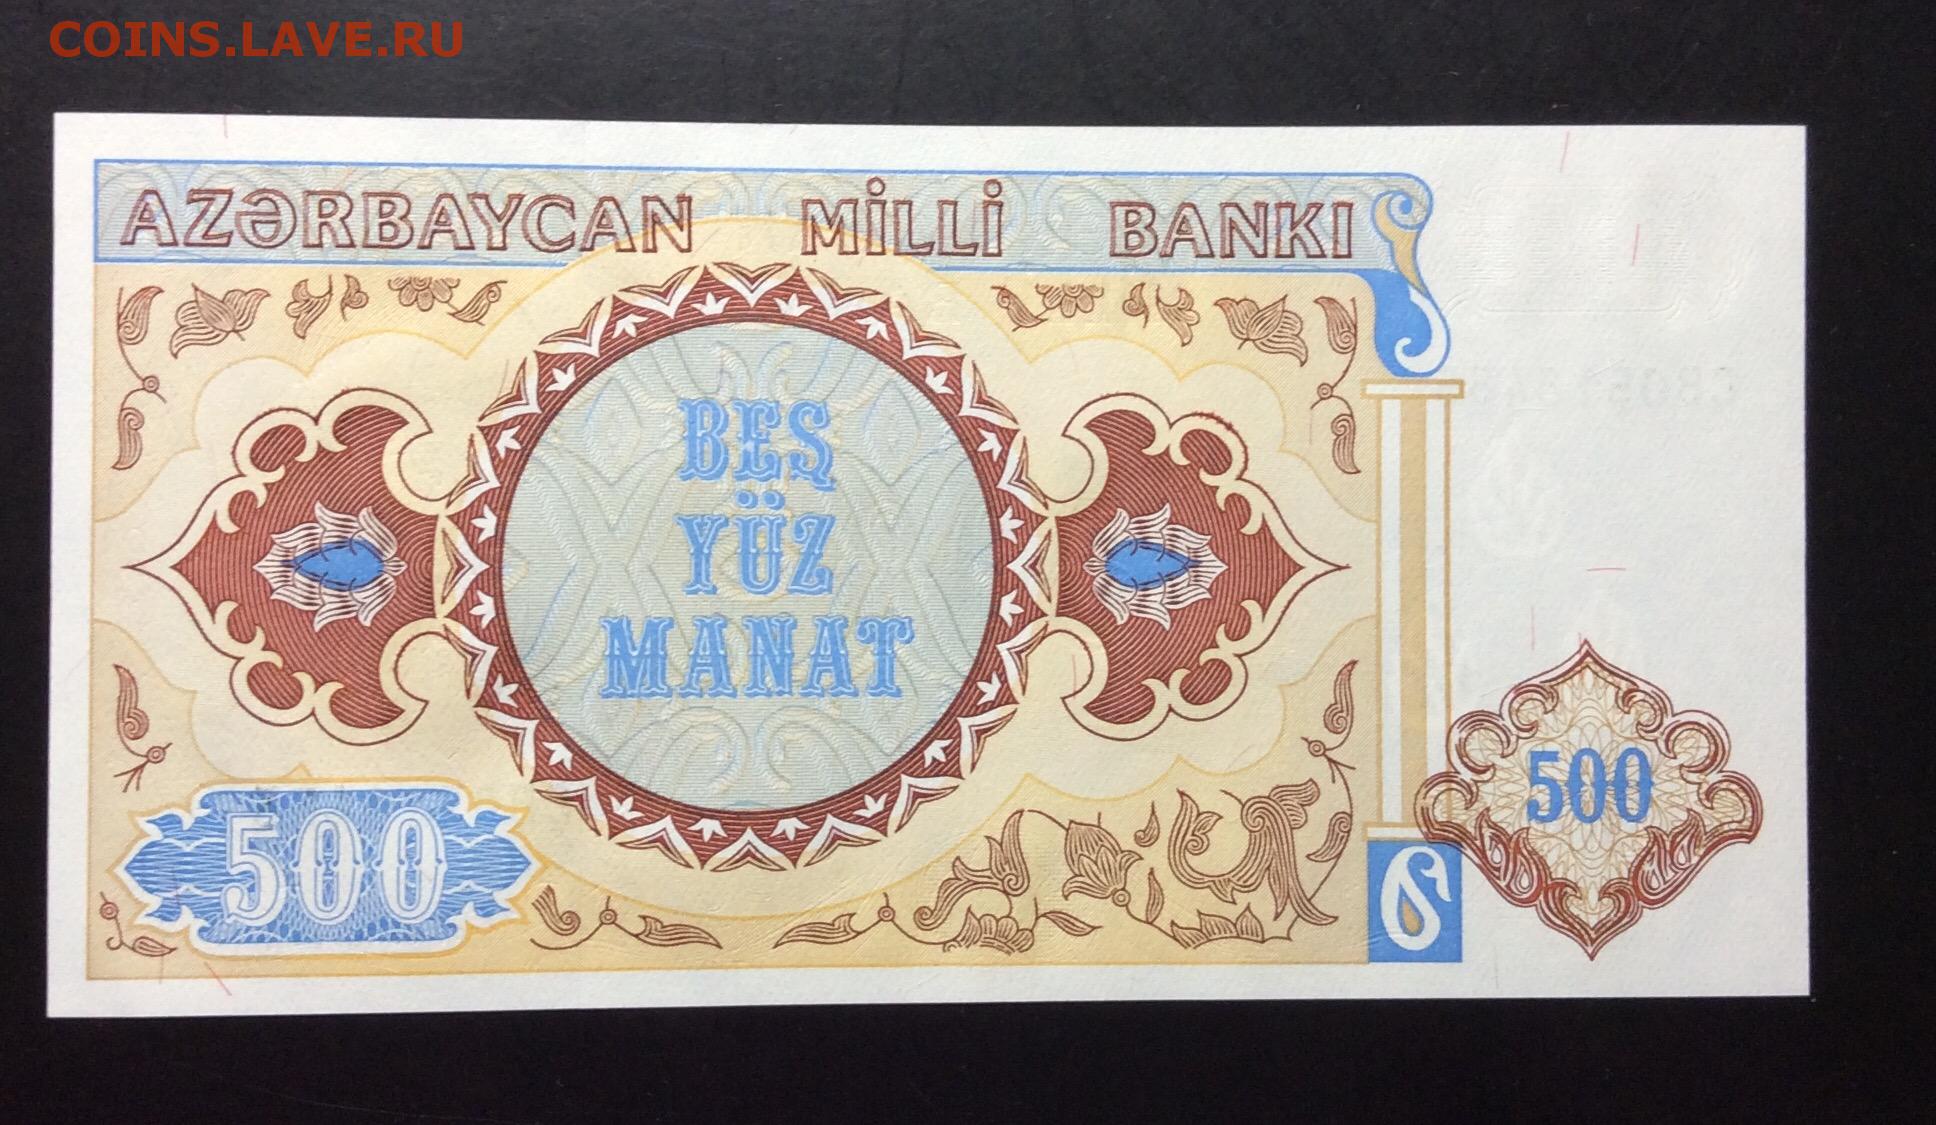 COINS.LAVE.RU
AZƏRBAYCAN MİLLİ BANKI
BEŞ
YÜZ
MANAT
500
500